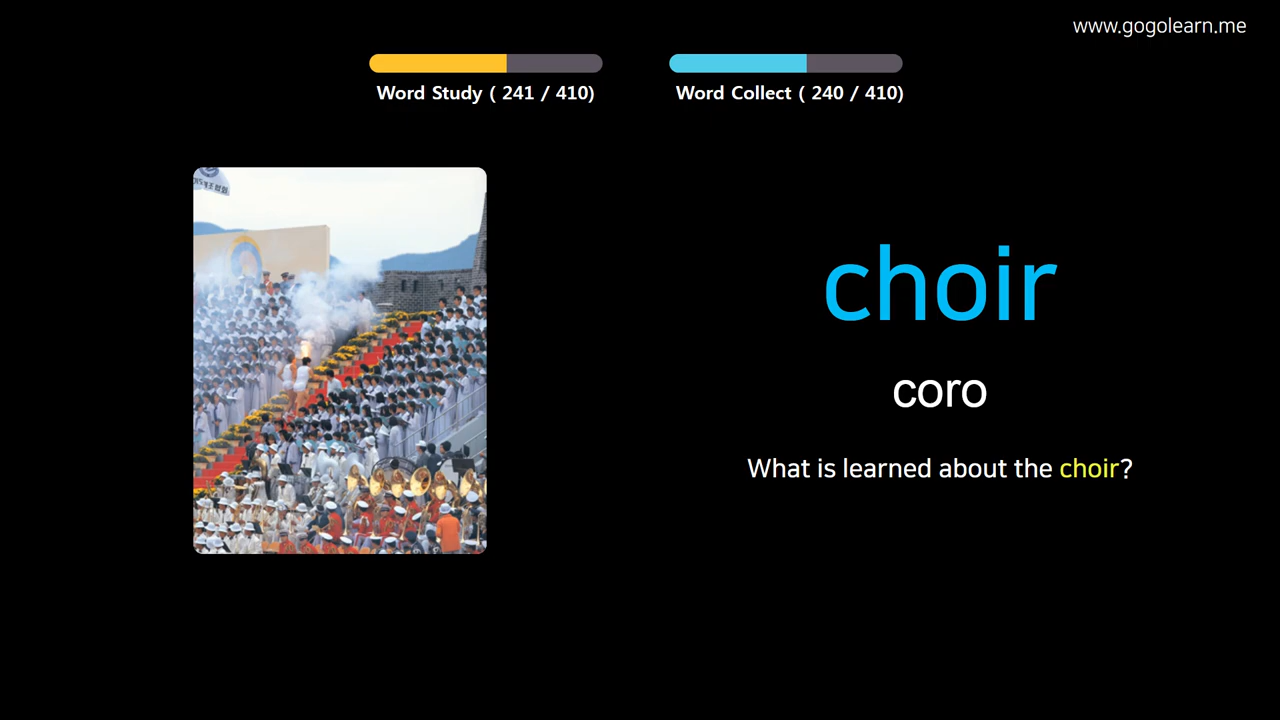 www.gogolearn.me
Word Study ( 241 / 410)
Word Collect ( 240 / 410)
choir
coro
What is learned about the choir?